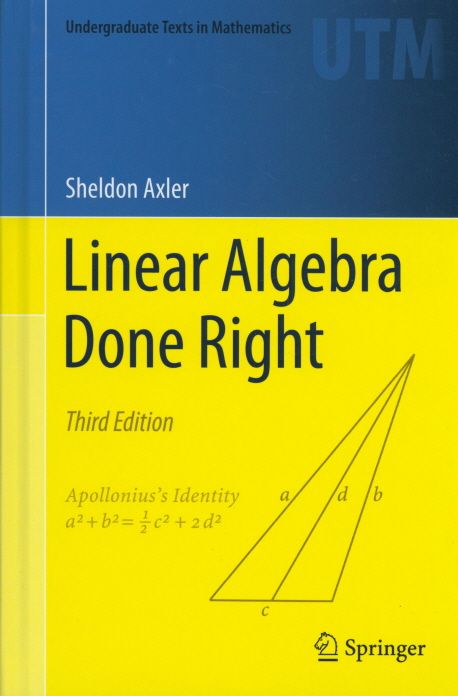 Undergraduate Texts in Mathematics
UTM
Sheldon Axler
Linear Algebra
Done Right
Third Edition
Apollonius's Identity
a² + b² = ½ c² + 2 d²
a
d
b
c
Springer